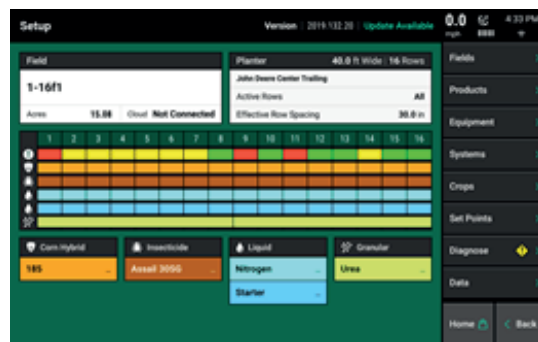 Setup
Version 2019.132.20 Update Available
0.0
mph
4:33 PM
Field
1-16f1
Acres 15.08 Cloud Not Connected
Planter 40.0 ft Wide 16 Rows
John Deere Center Trailing
Active Rows All
Effective Row Spacing 30.0 in
1 2 3 4 5 6 7 8 9 10 11 12 13 14 15 16
Corn Hybrid
185
Insecticide
Assail 30SG
Liquid
Nitrogen
Starter
Granular
Urea
Fields
Products
Equipment
Systems
Crops
Set Points
Diagnose
Data
Home
< Back